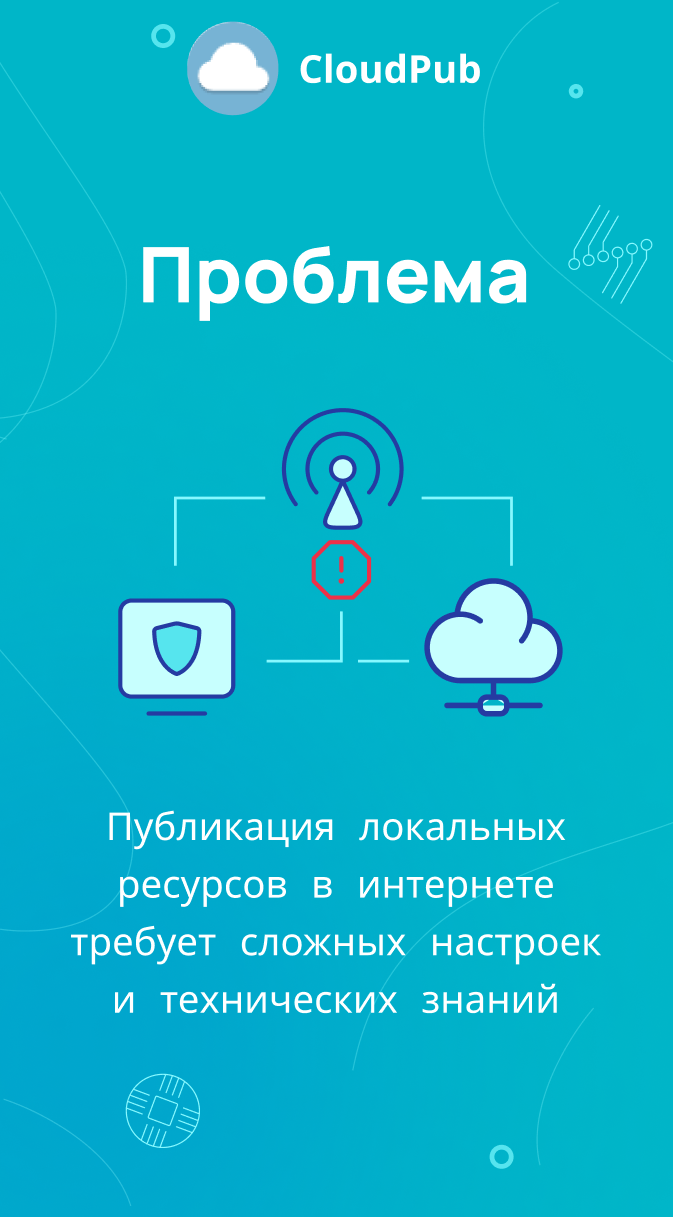 CloudPub
Проблема
Публикация локальных
ресурсов в интернете
требует сложных настроек
и технических знаний